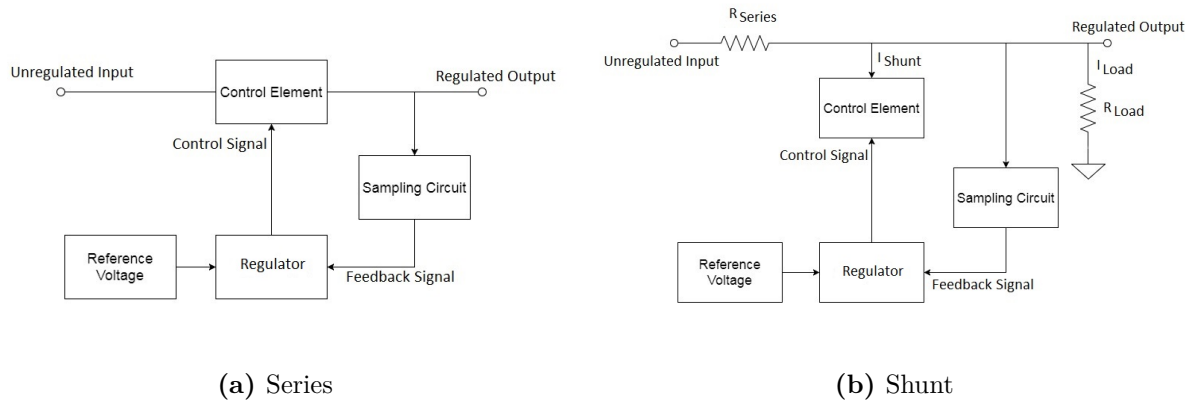 Unregulated Input
Control Element
Regulated Output
Control Signal
Sampling Circuit
Reference
Voltage
Regulator
Feedback Signal
(a) Series
R Series
Unregulated Input
Regulated Output
I Shunt
I Load
R Load
Control Element
Control Signal
Sampling Circuit
Reference
Voltage
Regulator
Feedback Signal
(b) Shunt